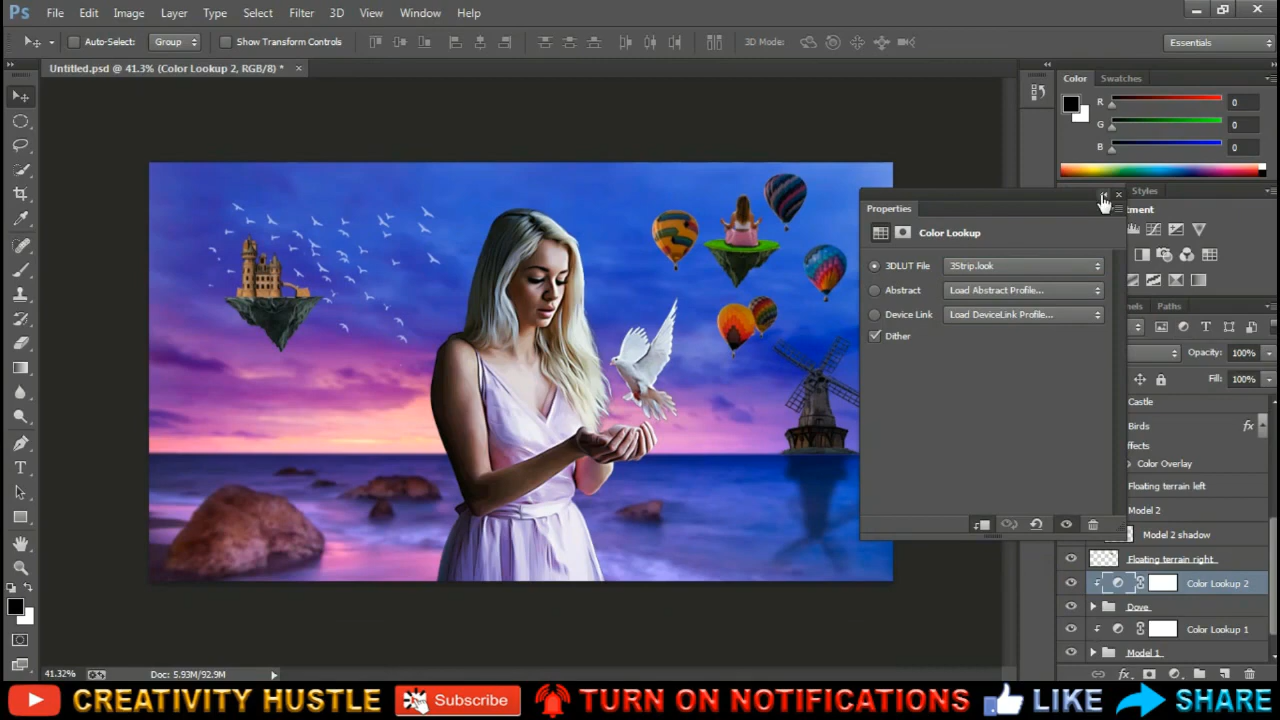 Ps File Edit Image Layer Type Select Filter 3D View Window Help
Auto-Select: Group Show Transform Controls 3D Mode: Essentials
Untitled.psd @ 41.3% (Color Lookup 2, RGB/8) * ×
Color Swatches
R 0
G 0
B 0
Styles
Properties
Color Lookup
3DLUT File 3Strip.look
Abstract Load Abstract Profile...
Device Link Load DeviceLink Profile...
Dither
Paths
Opacity: 100%
Fill: 100%
Castle
Birds fx
Color Overlay
Floating terrain left
Model 2
Model 2 shadow
Floating terrain right
Color Lookup 2
Dove
Color Lookup 1
Model 1
41.32% Doc: 5.93M/92.9M
CREATIVITY HUSTLE Subscribe TURN ON NOTIFICATIONS LIKE SHARE